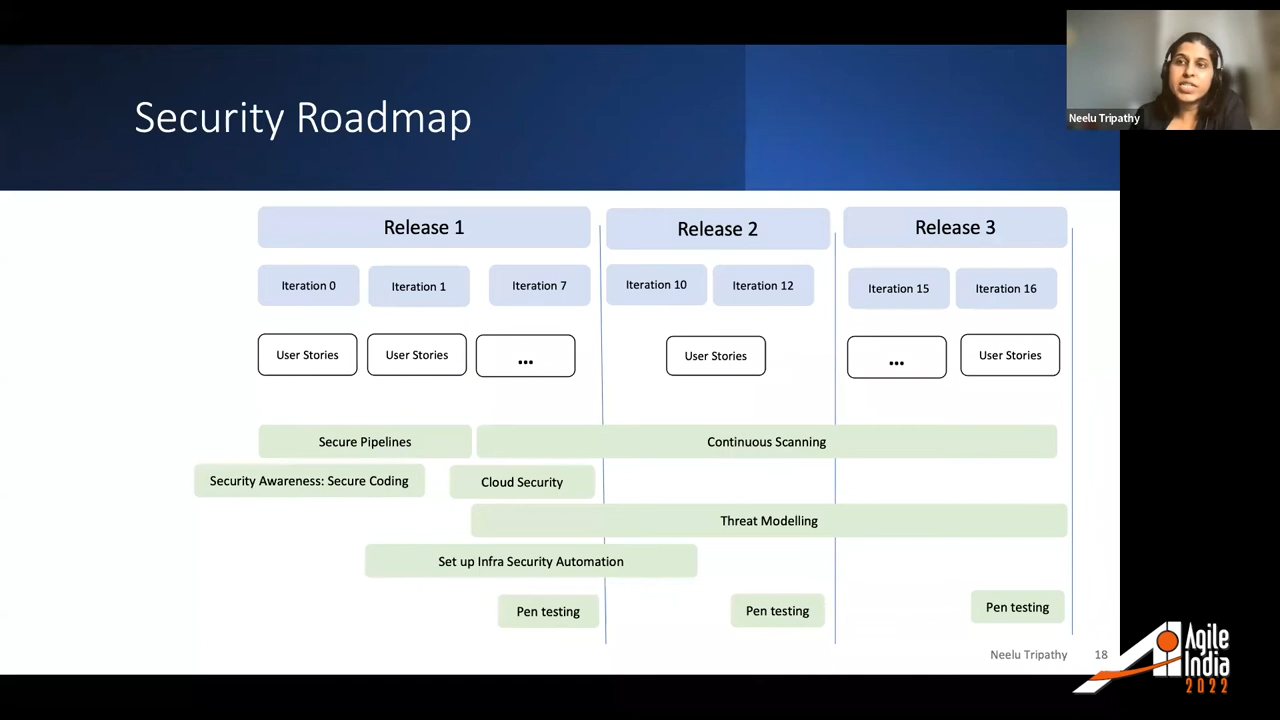 Security Roadmap
Neelu Tripathy
Release 1
Release 2
Release 3
Iteration 0
Iteration 1
Iteration 7
Iteration 10
Iteration 12
Iteration 15
Iteration 16
User Stories
User Stories
...
User Stories
...
User Stories
Secure Pipelines
Continuous Scanning
Security Awareness: Secure Coding
Cloud Security
Threat Modelling
Set up Infra Security Automation
Pen testing
Pen testing
Pen testing
Neelu Tripathy
18
Agile
India
2022